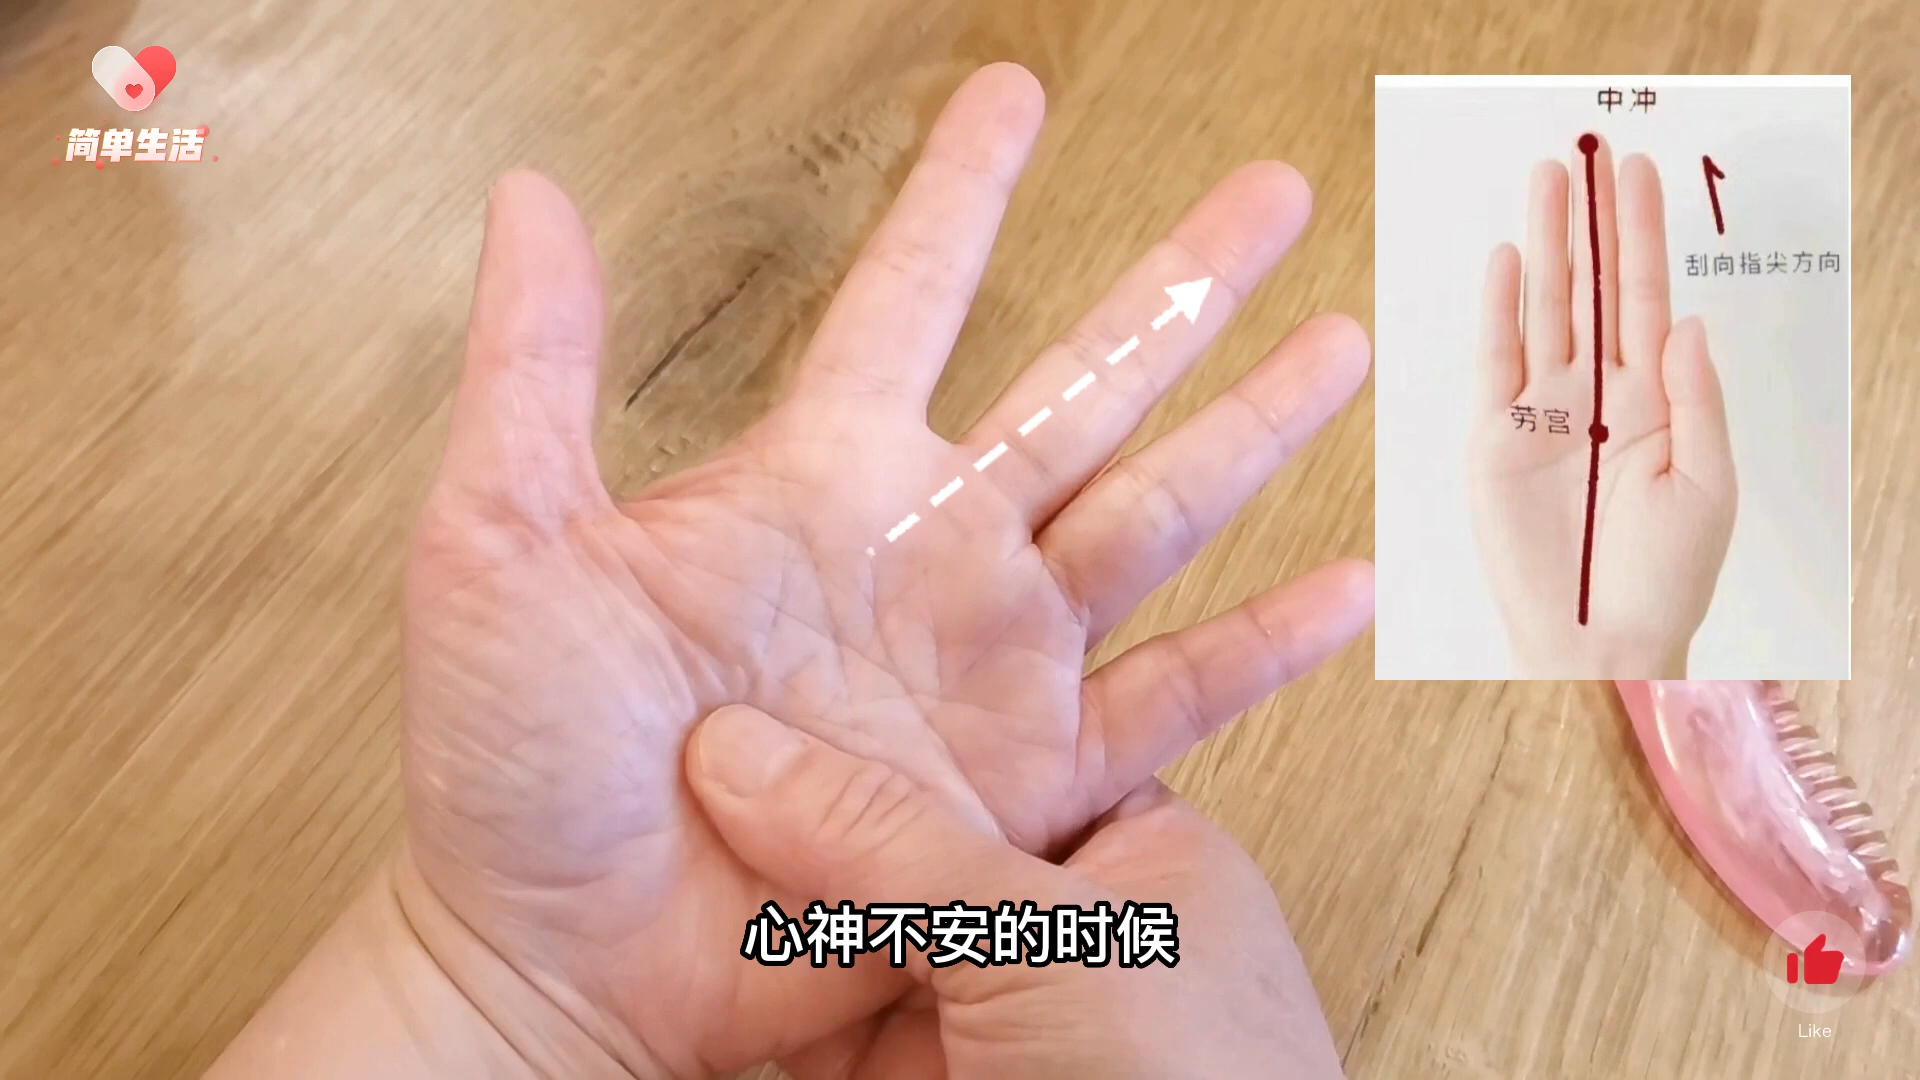 简单生活
中冲
刮向指尖方向
劳宫
心神不安的时候
Like